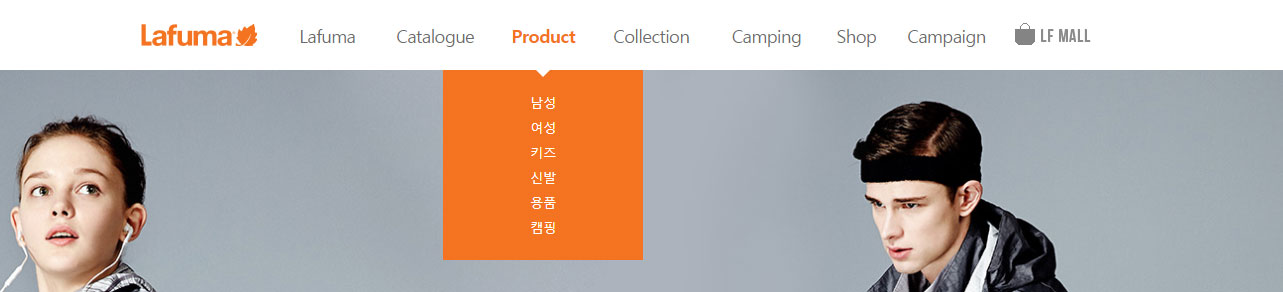 Lafuma Lafuma Catalogue Product Collection Camping Shop Campaign LF MALL
남성
여성
키즈
신발
용품
캠핑